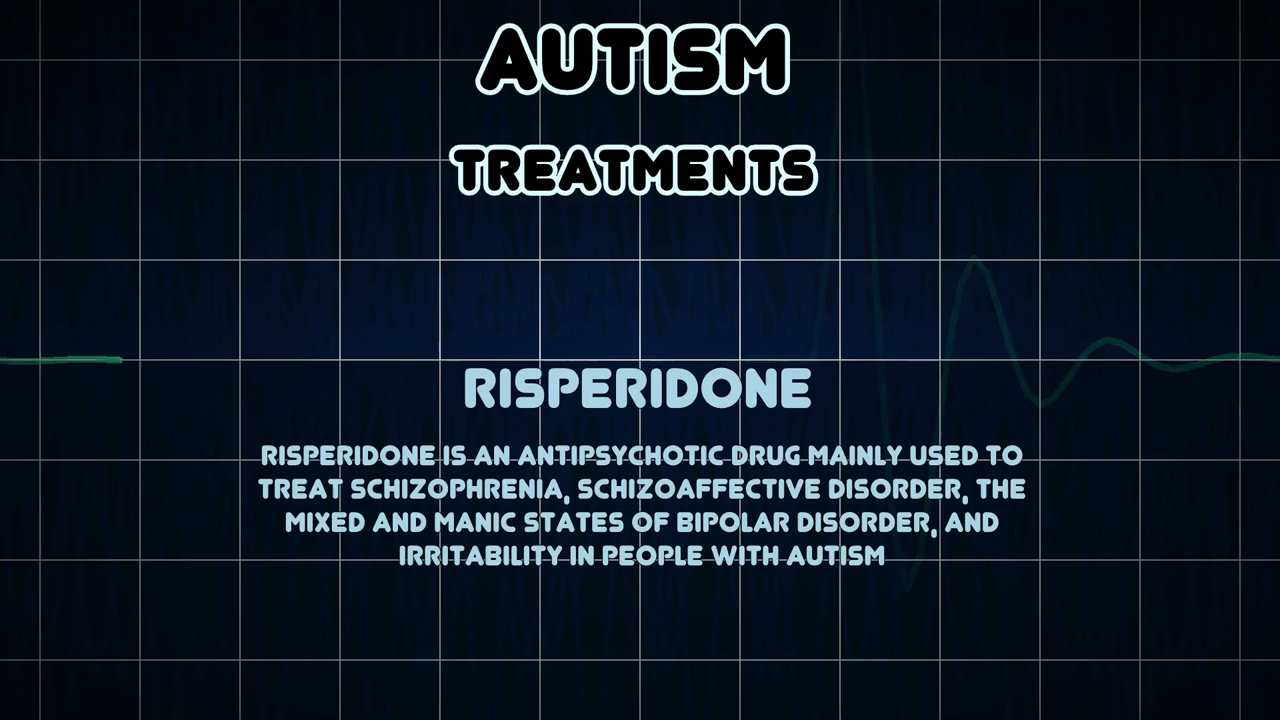 AUTISM
TREATMENTS
RISPERIDONE
RISPERIDONE IS AN ANTIPSYCHOTIC DRUG MAINLY USED TO
TREAT SCHIZOPHRENIA, SCHIZOAFFECTIVE DISORDER, THE
MIXED AND MANIC STATES OF BIPOLAR DISORDER, AND
IRRITABILITY IN PEOPLE WITH AUTISM